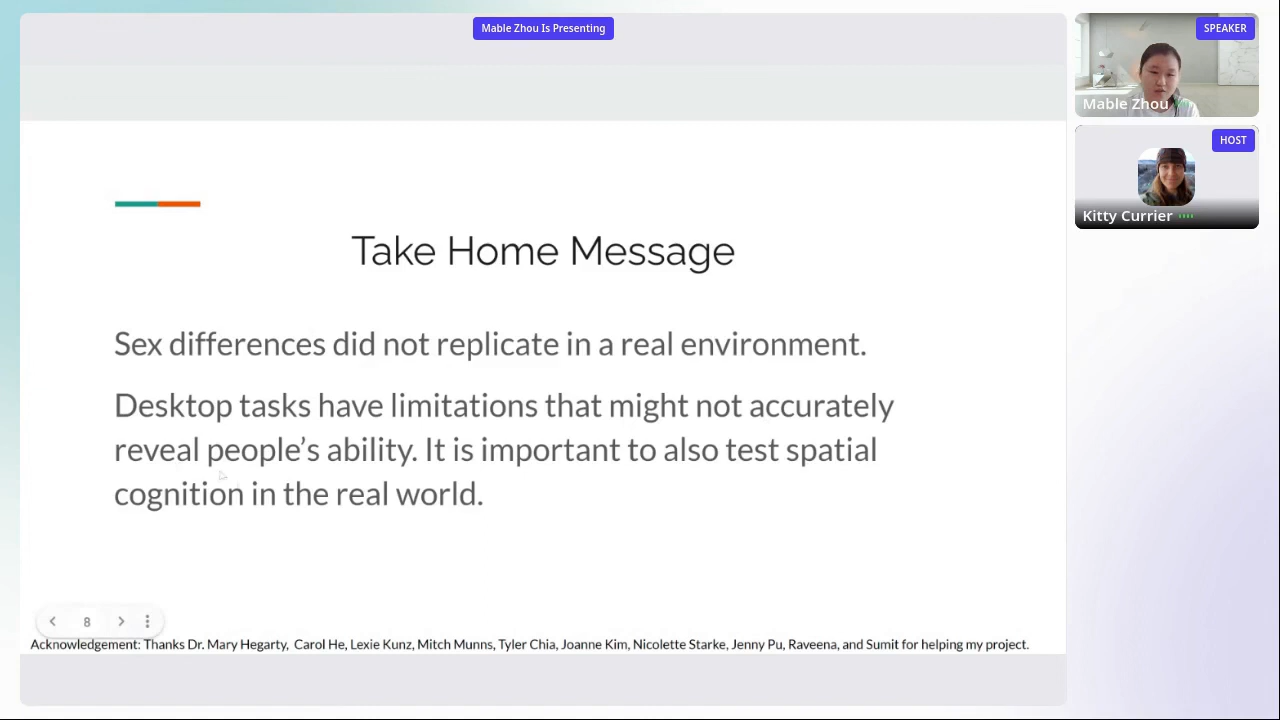 Mable Zhou Is Presenting
SPEAKER
Mable Zhou
HOST
Kitty Currier
Take Home Message
Sex differences did not replicate in a real environment.
Desktop tasks have limitations that might not accurately
reveal people’s ability. It is important to also test spatial
cognition in the real world.
8
Acknowledgement: Thanks Dr. Mary Hegarty, Carol He, Lexie Kunz, Mitch Munns, Tyler Chia, Joanne Kim, Nicolette Starke, Jenny Pu, Raveena, and Sumit for helping my project.